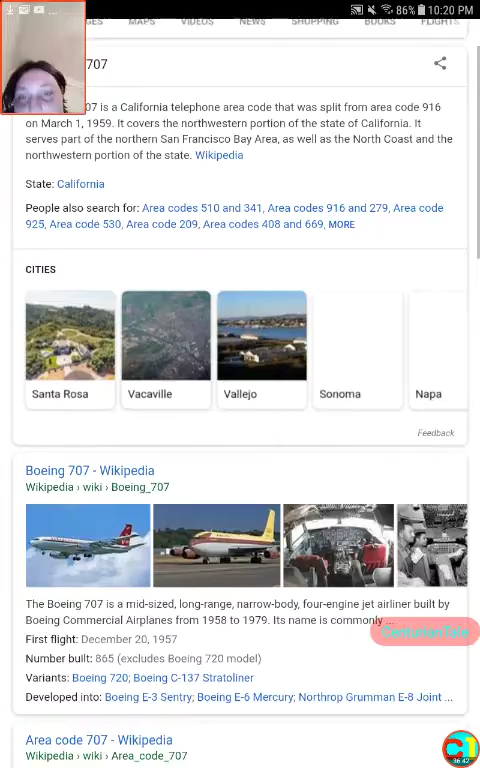 ...
86% 10:20 PM
GES MAPS VIDEOS NEWS SHOPPING BOOKS FLIGHTS
707
07 is a California telephone area code that was split from area code 916
on March 1, 1959. It covers the northwestern portion of the state of California. It
serves part of the northern San Francisco Bay Area, as well as the North Coast and the
northwestern portion of the state. Wikipedia
State: California
People also search for: Area codes 510 and 341, Area codes 916 and 279, Area code
925, Area code 530, Area code 209, Area codes 408 and 669, MORE
CITIES
Santa Rosa Vacaville Vallejo Sonoma Napa
Feedback
Boeing 707 - Wikipedia
Wikipedia › wiki › Boeing_707
The Boeing 707 is a mid-sized, long-range, narrow-body, four-engine jet airliner built by
Boeing Commercial Airplanes from 1958 to 1979. Its name is commonly ...
CenturianTale
First flight: December 20, 1957
Number built: 865 (excludes Boeing 720 model)
Variants: Boeing 720; Boeing C-137 Stratoliner
Developed into: Boeing E-3 Sentry; Boeing E-6 Mercury; Northrop Grumman E-8 Joint ...
Area code 707 - Wikipedia
Wikipedia › wiki › Area_code_707
C1
36:42